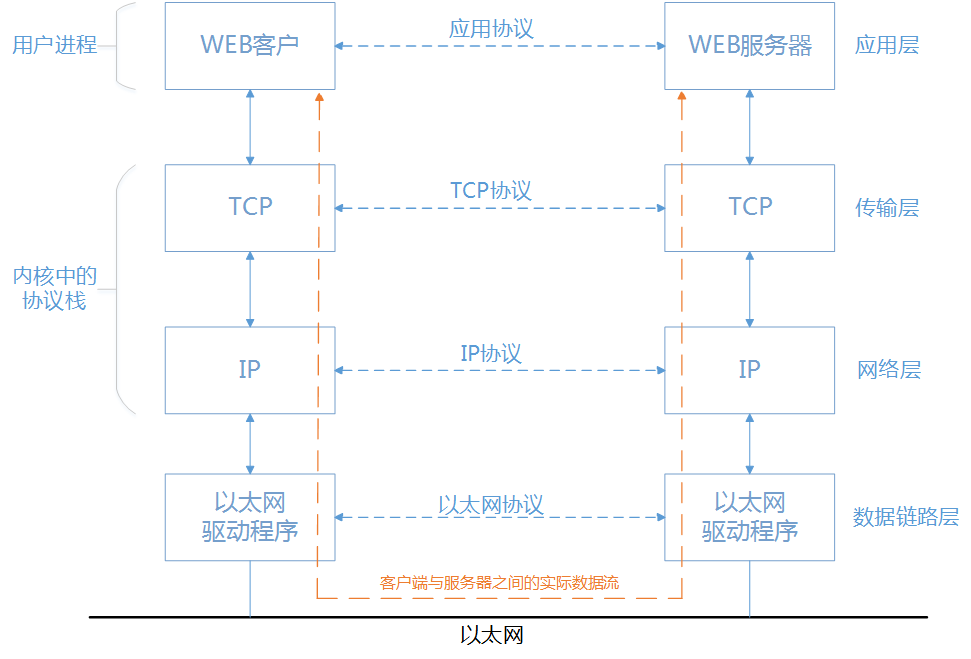 应用协议
用户进程
WEB客户
WEB服务器
应用层
TCP协议
TCP
TCP
传输层
内核中的
协议栈
IP协议
IP
IP
网络层
以太网
驱动程序
以太网协议
以太网
驱动程序
数据链路层
客户端与服务器之间的实际数据流
以太网